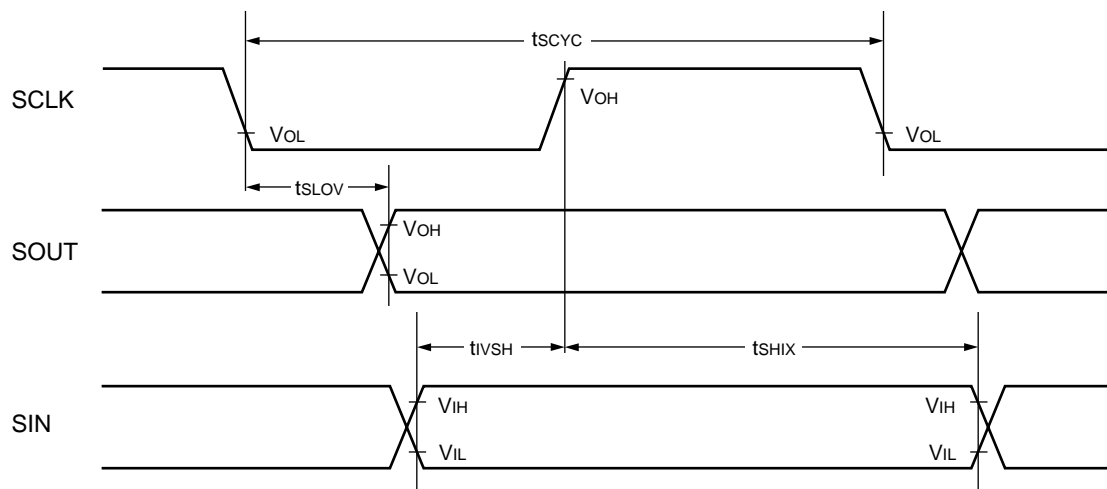 tSCYC
SCLK
VOH
VOL
VOL
tSLOV
SOUT
VOH
VOL
tIVSH
tSHIX
SIN
VIH
VIH
VIL
VIL